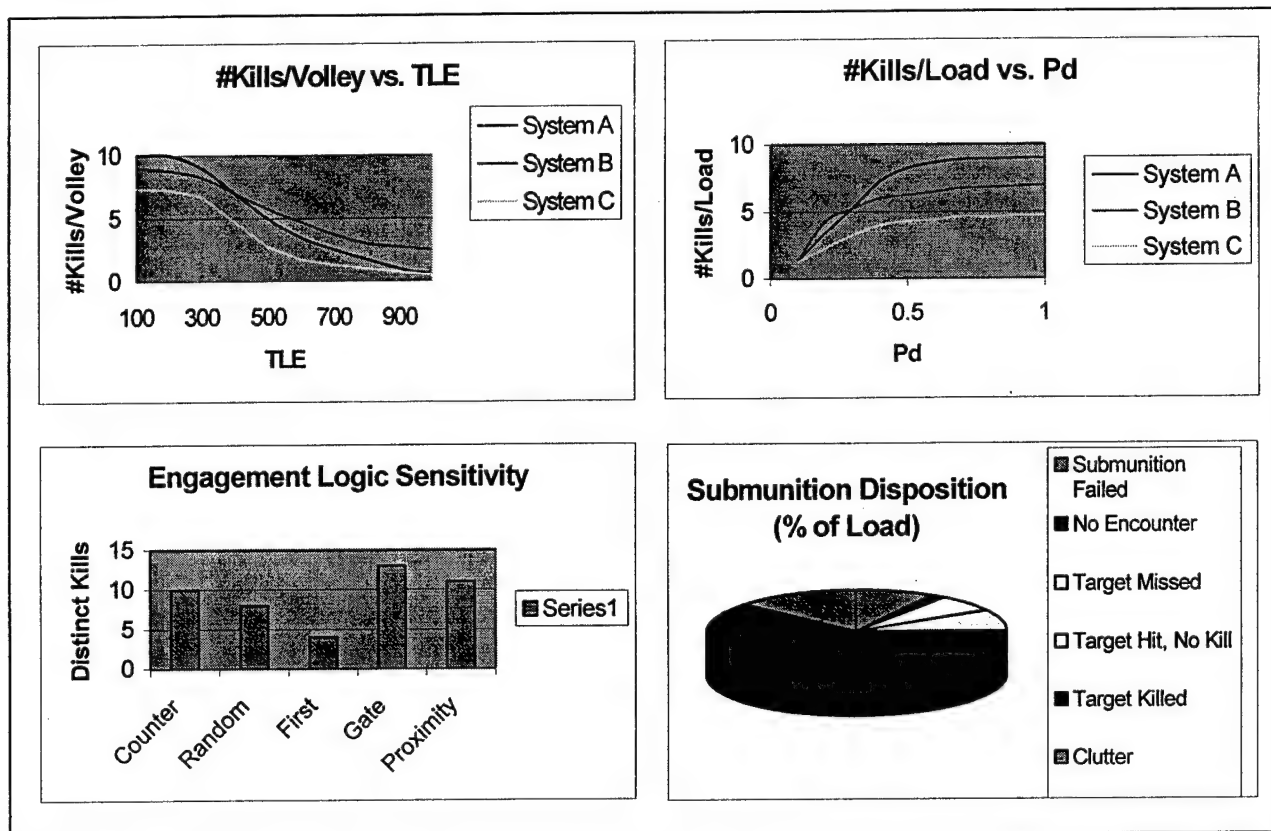 #Kills/Volley vs. TLE
#Kills/Volley
10
5
0
100 300 500 700 900
TLE
System A
System B
System C
#Kills/Load vs. Pd
#Kills/Load
10
5
0
0 0.5 1
Pd
System A
System B
System C
Engagement Logic Sensitivity
Distinct Kills
15
10
5
0
Counter
Random
First
Gate
Proximity
Series1
Submunition Disposition
(% of Load)
Submunition
Failed
No Encounter
Target Missed
Target Hit, No Kill
Target Killed
Clutter